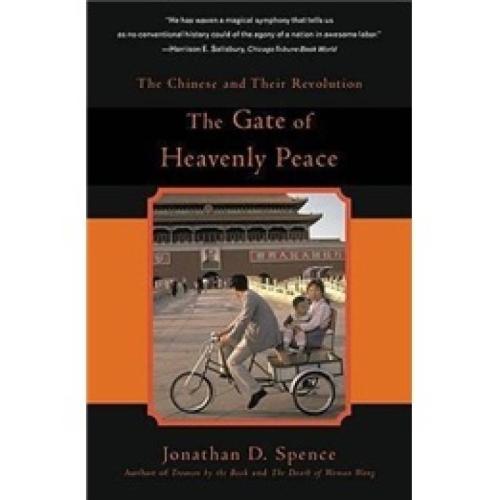 "We has woven a magical symphony that tells us
as no conventional history could of the agony of a nation in awesome labor."
—Harrison E. Salisbury, Chicago Tribune Book World
The Chinese and Their Revolution
The Gate of
Heavenly Peace
Jonathan D. Spence
Author of Treason by the Book and The Death of Woman Wang